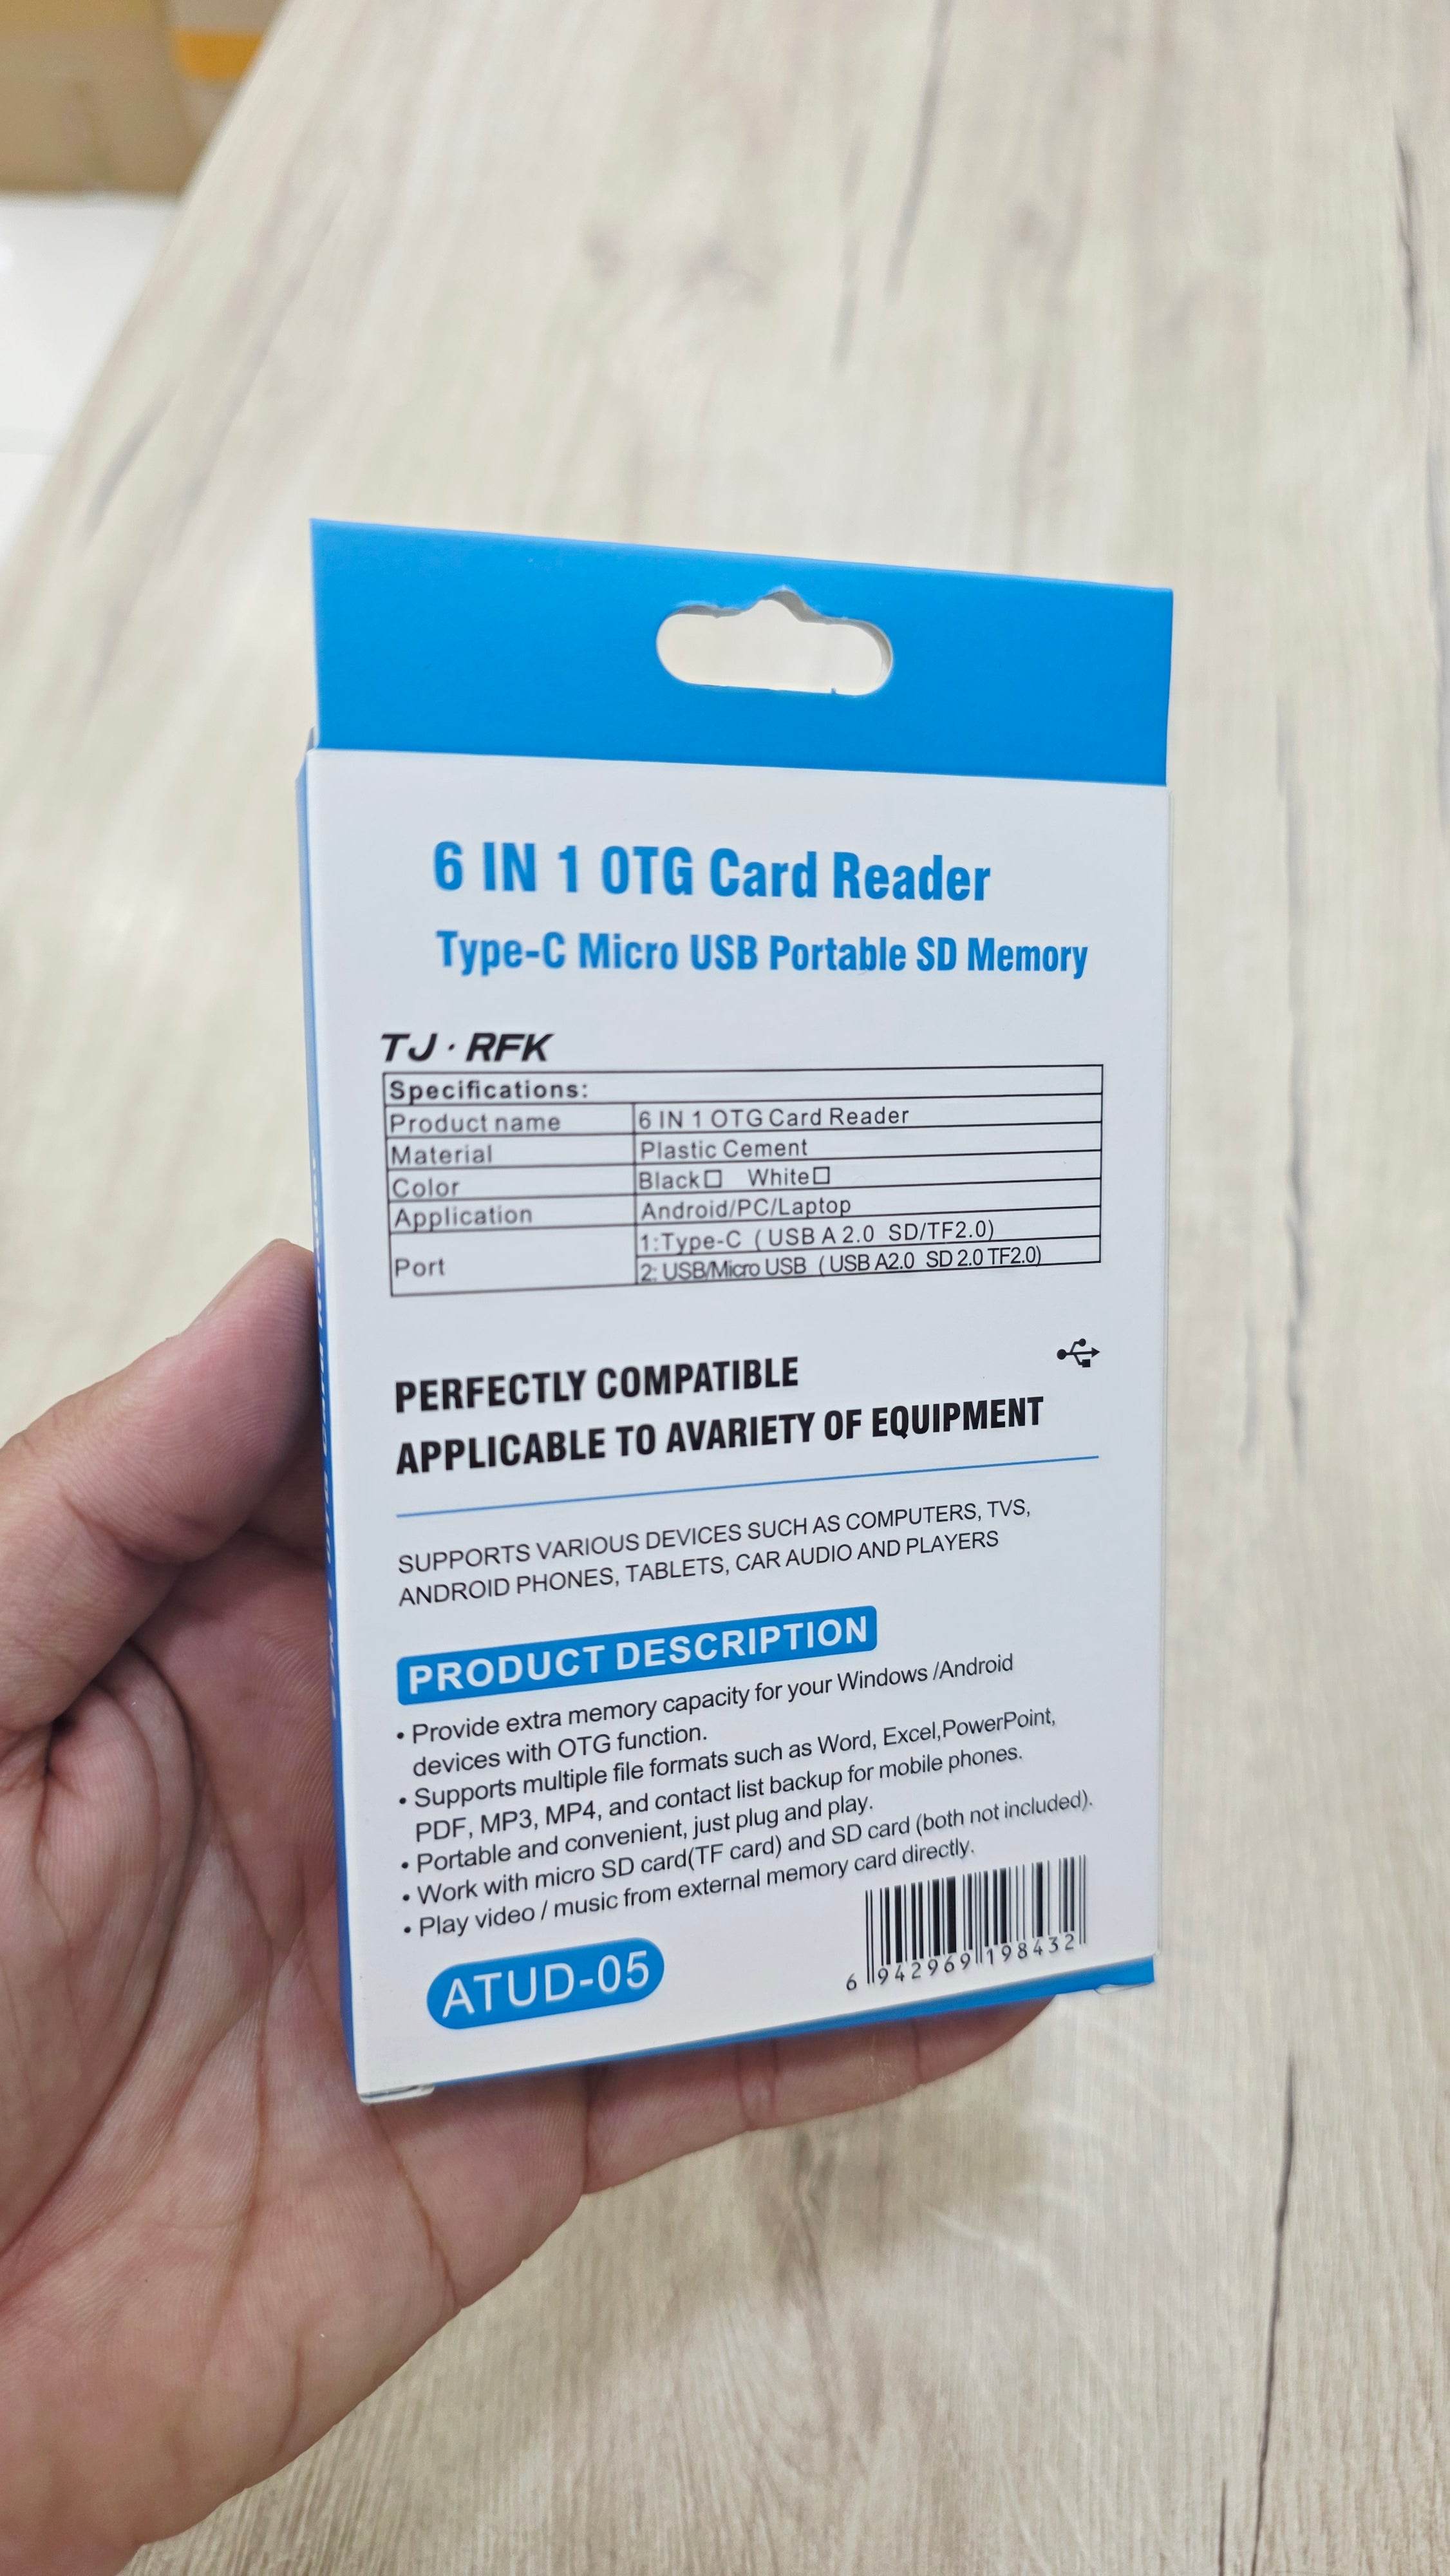 6 IN 1 OTG Card Reader
Type-C Micro USB Portable SD Memory
TJ · RFK
Specifications:
Product name 6 IN 1 OTG Card Reader
Material Plastic Cement
Color Black□ White□
Application Android/PC/Laptop
Port 1:Type-C ( USB A 2.0 SD/TF2.0)
2: USB/Micro USB ( USB A2.0 SD 2.0 TF2.0)
PERFECTLY COMPATIBLE
APPLICABLE TO AVARIETY OF EQUIPMENT
SUPPORTS VARIOUS DEVICES SUCH AS COMPUTERS, TVS,
ANDROID PHONES, TABLETS, CAR AUDIO AND PLAYERS
PRODUCT DESCRIPTION
• Provide extra memory capacity for your Windows /Android
devices with OTG function.
• Supports multiple file formats such as Word, Excel,PowerPoint,
PDF, MP3, MP4, and contact list backup for mobile phones.
• Portable and convenient, just plug and play.
• Work with micro SD card(TF card) and SD card (both not included).
• Play video / music from external memory card directly.
ATUD-05
6 942969 198432